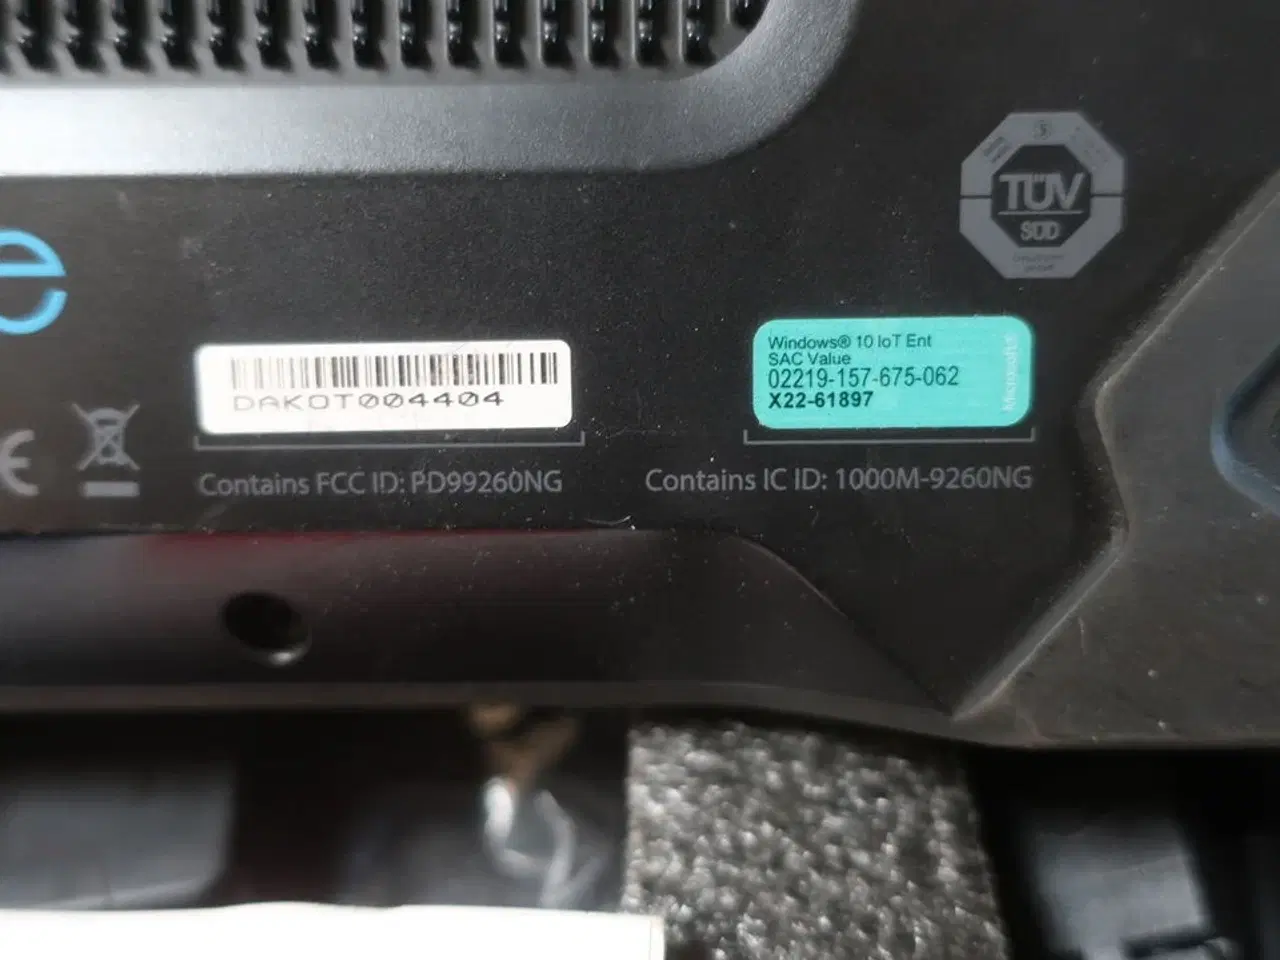 TÜV
SÜD
e
Windows® 10 IoT Ent
SAC Value
02219-157-675-062
X22-61897
Microsoft®
DAKOT004404
CE
Contains FCC ID: PD99260NG
Contains IC ID: 1000M-9260NG